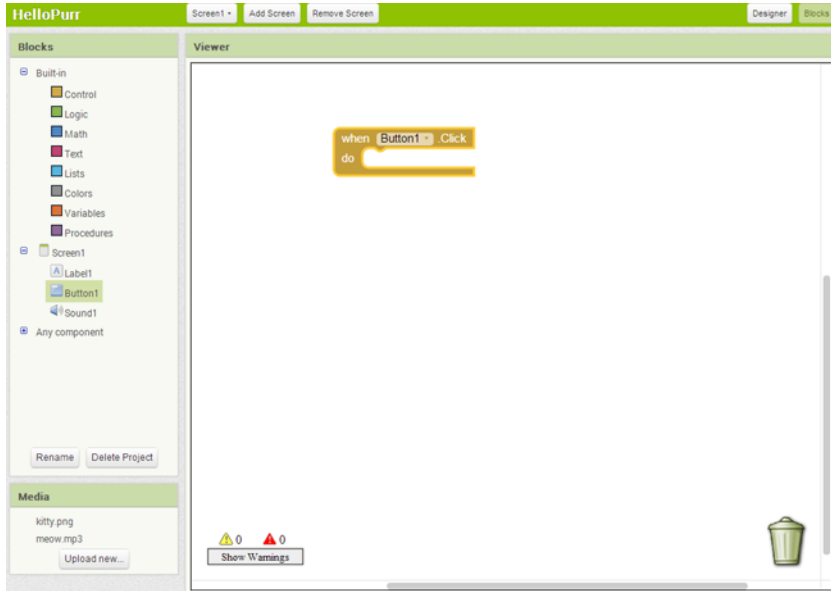 HelloPurr
Screen1
Add Screen
Remove Screen
Designer
Blocks
Blocks
Built-in
Control
Logic
Math
Text
Lists
Colors
Variables
Procedures
Screen1
A Label1
Button1
Sound1
Any component
Rename
Delete Project
Media
kitty.png
meow.mp3
Upload new...
Viewer
when Button1 .Click
do
0 0
Show Warnings